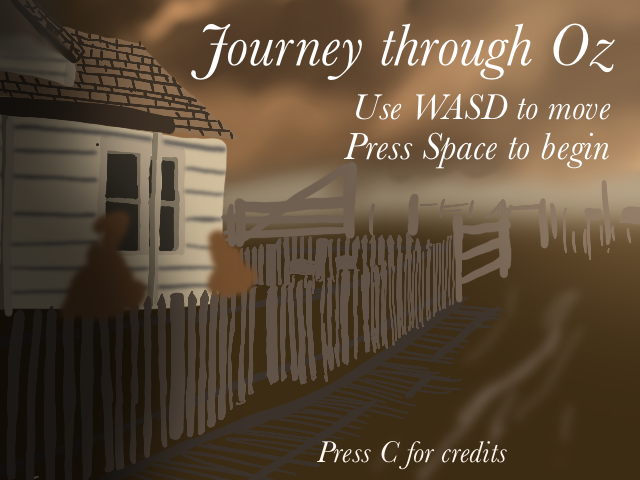 Journey through Oz
Use WASD to move
Press Space to begin
Press C for credits